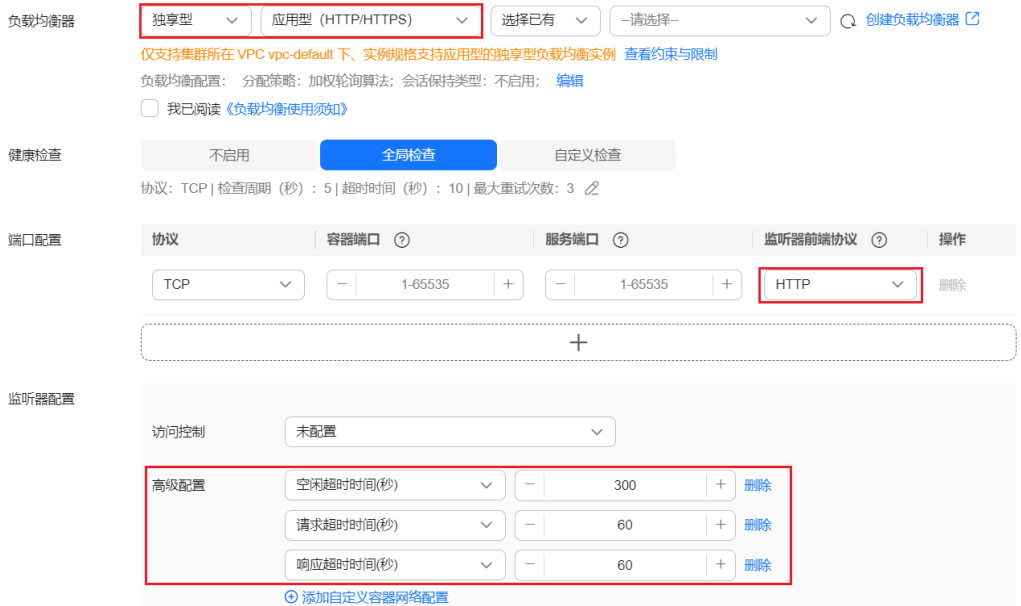 负载均衡器 独享型 应用型（HTTP/HTTPS） 选择已有 --请选择-- 创建负载均衡器
仅支持集群所在 VPC vpc-default 下、实例规格支持应用型的独享型负载均衡实例 查看约束与限制
负载均衡配置： 分配策略：加权轮询算法；会话保持类型：不启用； 编辑
我已阅读《负载均衡使用须知》
健康检查 不启用 全局检查 自定义检查
协议：TCP | 检查周期（秒）：5 | 超时时间（秒）：10 | 最大重试次数：3
端口配置 协议 容器端口 ? 服务端口 ? 监听器前端协议 ? 操作
TCP − 1-65535 + − 1-65535 + HTTP 删除
+
监听器配置
访问控制 未配置
高级配置 空闲超时时间(秒) − 300 + 删除
请求超时时间(秒) − 60 + 删除
响应超时时间(秒) − 60 + 删除
添加自定义容器网络配置